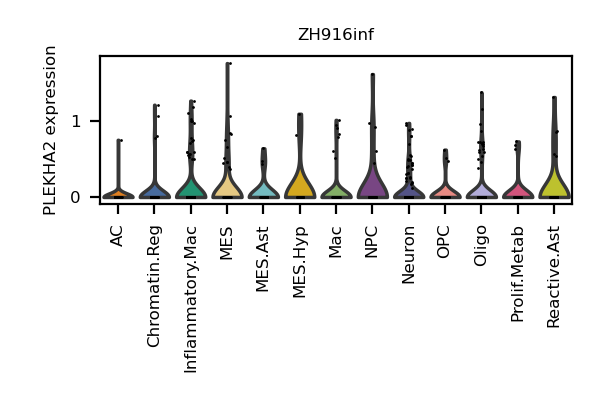 ZH916inf
PLEKHA2 expression
1
0
AC
Chromatin.Reg
Inflammatory.Mac
MES
MES.Ast
MES.Hyp
Mac
NPC
Neuron
OPC
Oligo
Prolif.Metab
Reactive.Ast